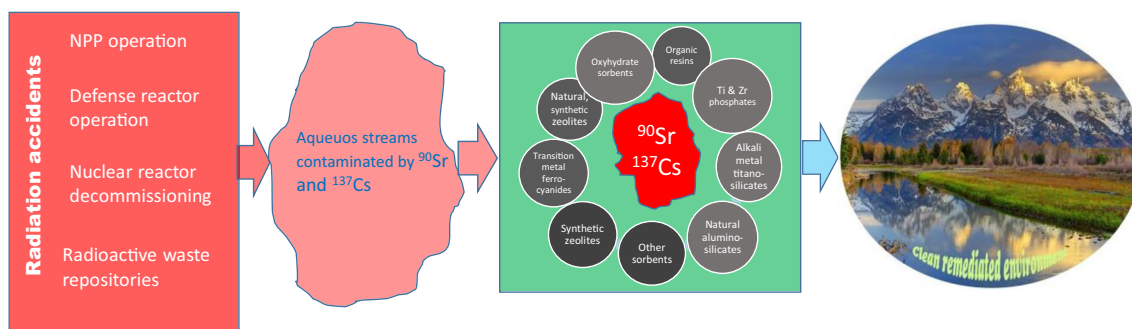 Radiation accidents
NPP operation
Defense reactor
operation
Nuclear reactor
decommissioning
Radioactive waste
repositories
Aqueuos streams
contaminated by ⁹⁰Sr
and ¹³⁷Cs
Oxyhydrate
sorbents
Organic
resins
Ti & Zr
phosphates
Alkali
metal
titano-
silicates
Natural
alumino-
silicates
Other
sorbents
Synthetic
zeolites
Transition
metal
ferro-
cyanides
Natural,
synthetic
zeolites
⁹⁰Sr
¹³⁷Cs
Clean remediated environment